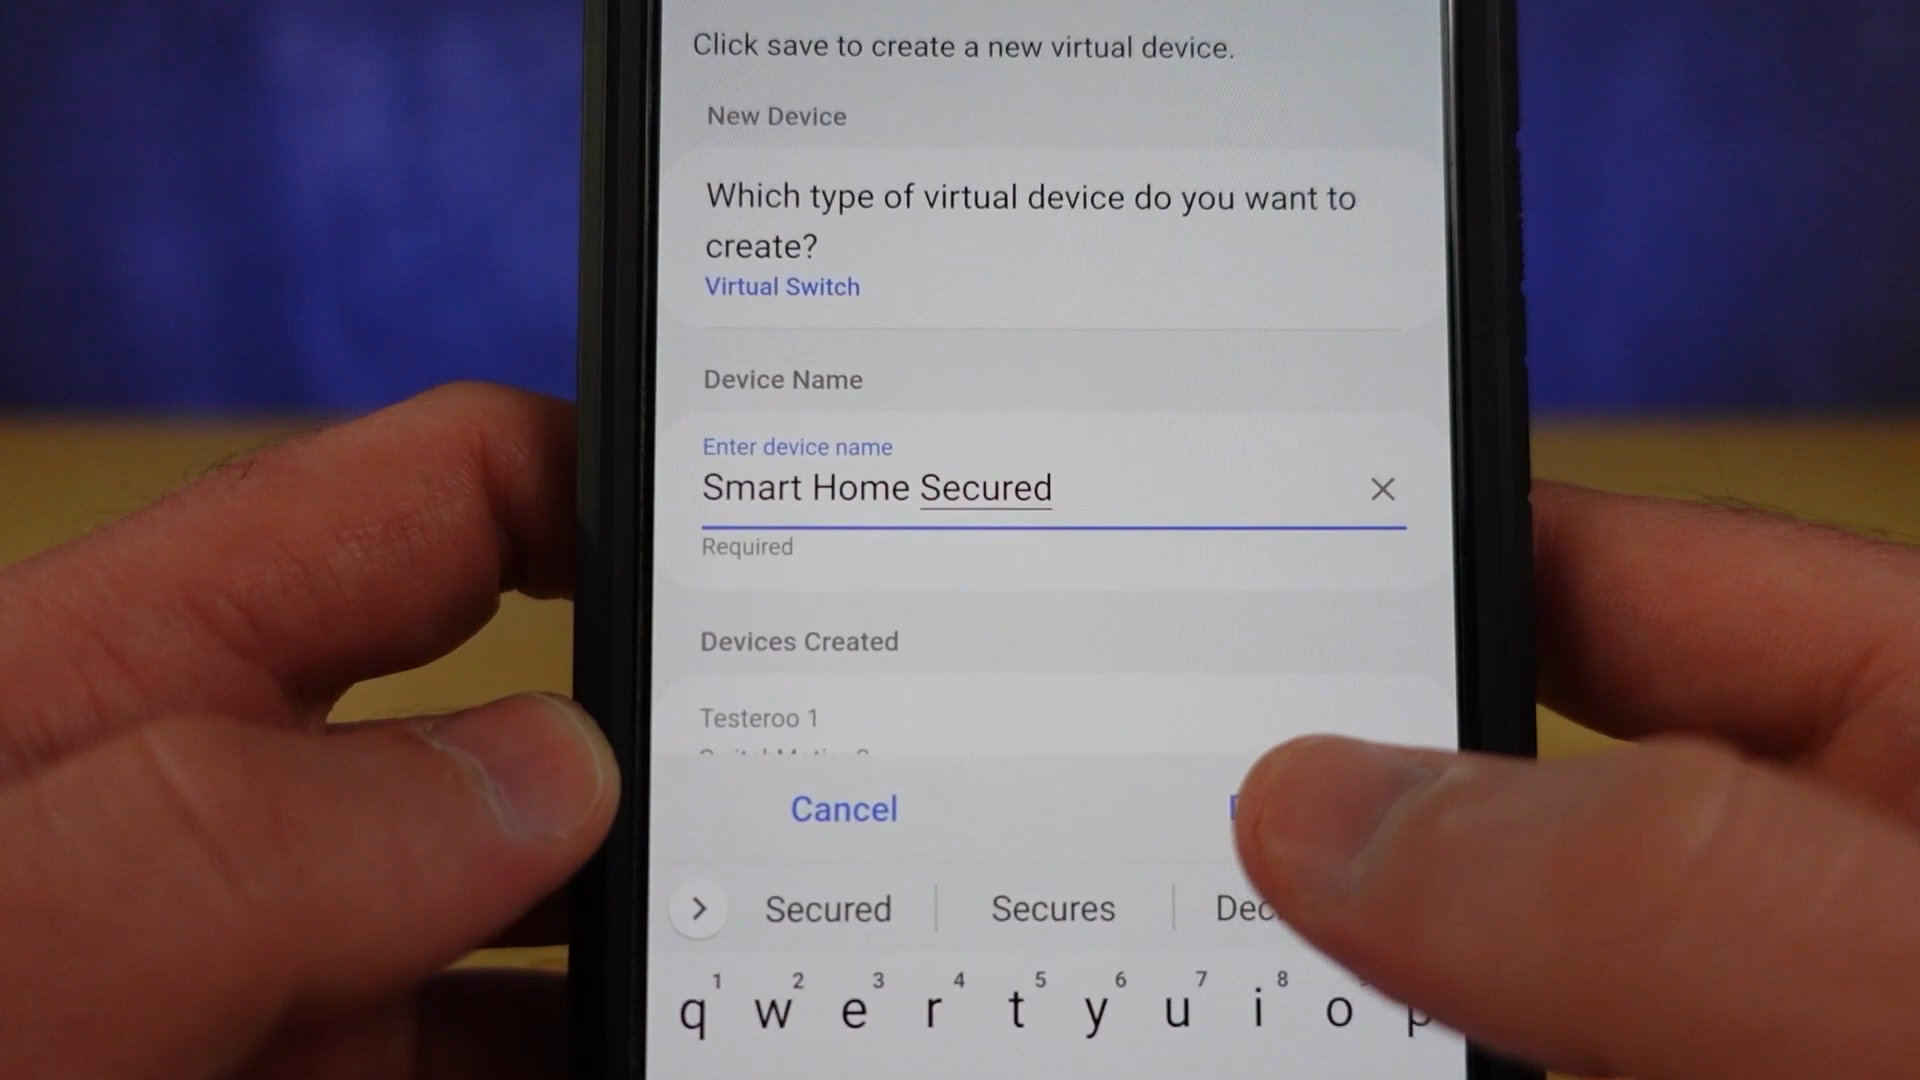 Click save to create a new virtual device.
New Device
Which type of virtual device do you want to
create?
Virtual Switch
Device Name
Enter device name
Smart Home Secured
Required
Devices Created
Testeroo 1
Cancel
Secured Secures
1 2 3 4 5 6 7 8
q w e r t y u i o p